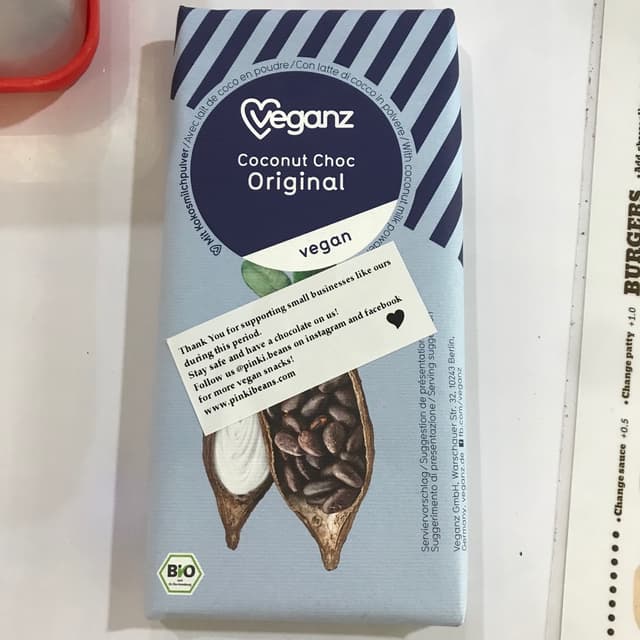 Mit Kokosmilchpulver/Avec lait de coco en poudre/Con latte di cocco in polvere/With coconut milk powder
Veganz
Coconut Choc
Original
vegan
Thank You for supporting small businesses like ours
during this period.
Stay safe and have a chocolate on us!
Follow us @pinki.beans on instagram and facebook
for more vegan snacks!
www.pinkibeans.com
Serviervorschlag/Suggestion de présentation
Suggerimento di presentazione/Serving
Veganz GmbH, Warschauer Str. 32, 10243 Berlin,
Germany, veganz.de fb.com/veganz
BIO
BURGERS
• Change patty +1.0
• Change sauce +0.5